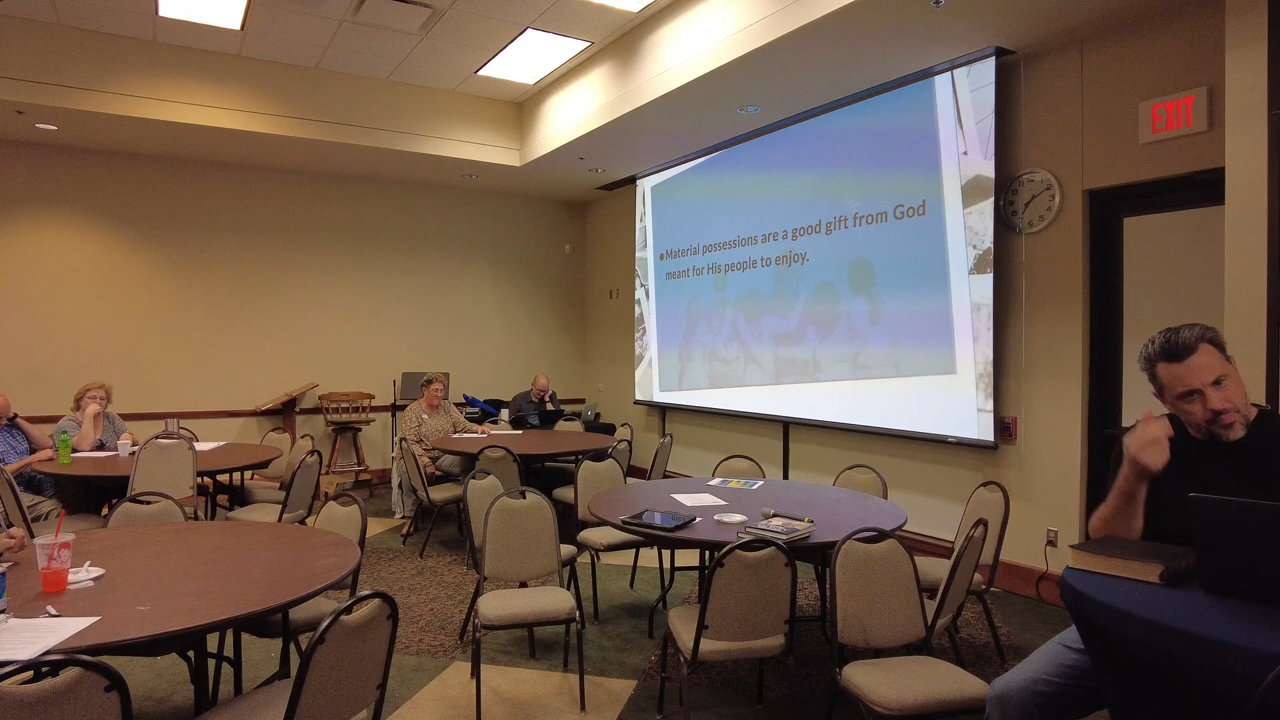 •Material possessions are a good gift from God
meant for His people to enjoy.
EXIT